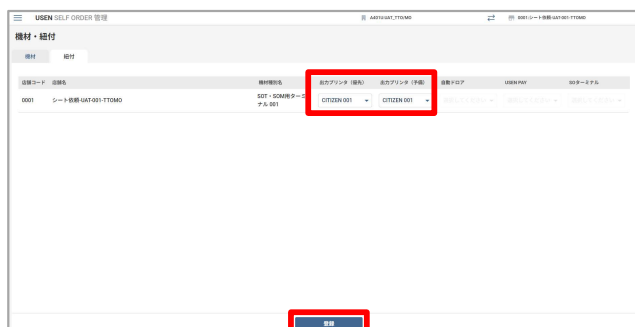 USEN SELF ORDER 管理
A4012:UAT_TTO/MO
0001:シート依頼-UAT-001-TTOMO
機材・紐付
機材 紐付
店舗コード 店舗名 機材種別名 出力プリンタ（優先） 出力プリンタ（予備） 自動ドロア USEN PAY SOターミナル
0001 シート依頼-UAT-001-TTOMO SOT・SOM用ターミ CITIZEN 001 CITIZEN 001
ナル 001
登録